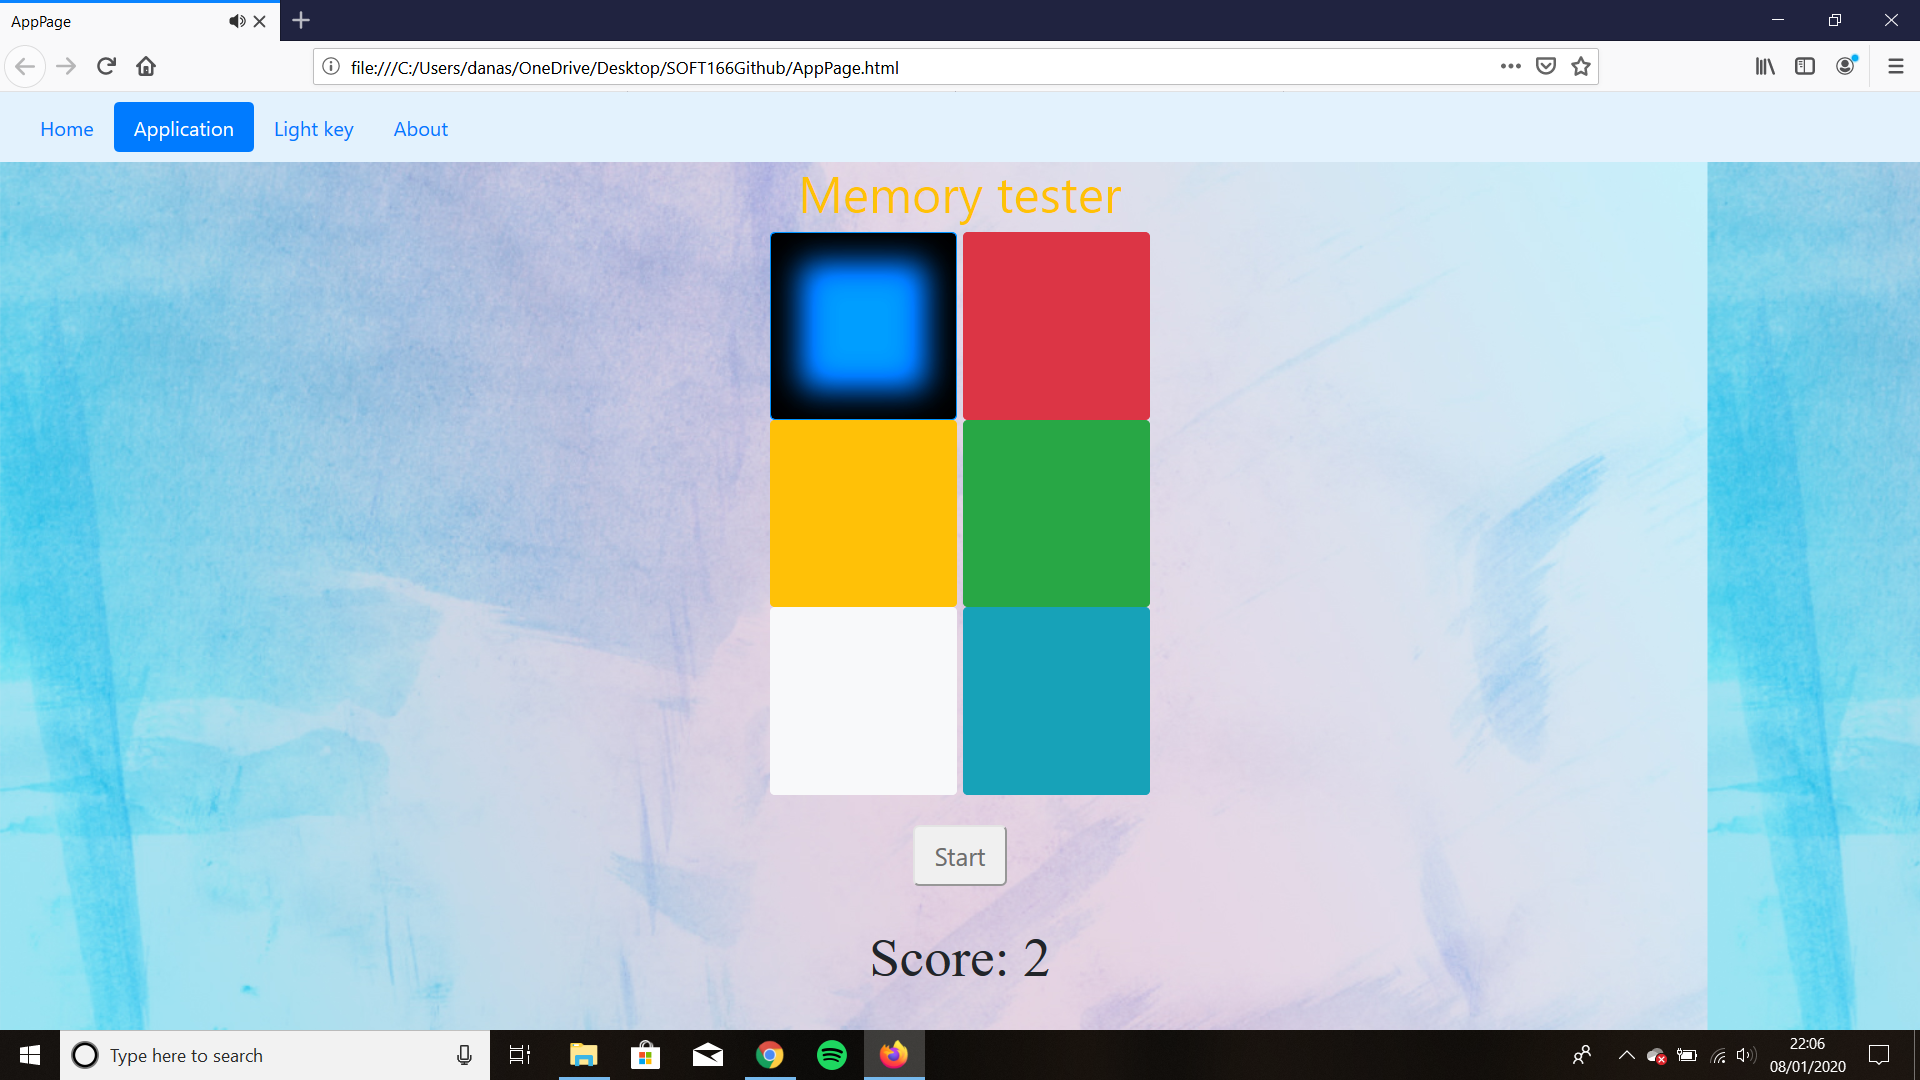 AppPage
file:///C:/Users/danas/OneDrive/Desktop/SOFT166Github/AppPage.html
Home Application Light key About
Memory tester
Start
Score: 2
Type here to search
22:06
08/01/2020